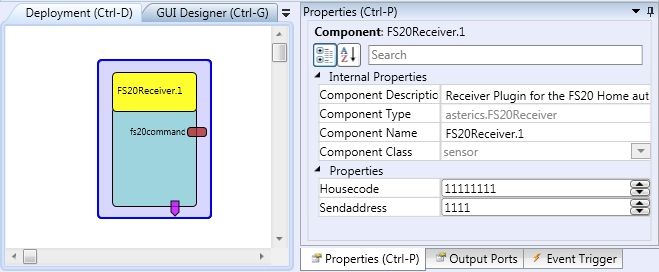 Deployment (Ctrl-D)
GUI Designer (Ctrl-G)
FS20Receiver.1
fs20command
Properties (Ctrl-P)
Component: FS20Receiver.1
A
Z
Search
Internal Properties
Component Descriptio Receiver Plugin for the FS20 Home aut
Component Type asterics.FS20Receiver
Component Name FS20Receiver.1
Component Class sensor
Properties
Housecode 11111111
Sendaddress 1111
Properties (Ctrl-P)
Output Ports
Event Trigger